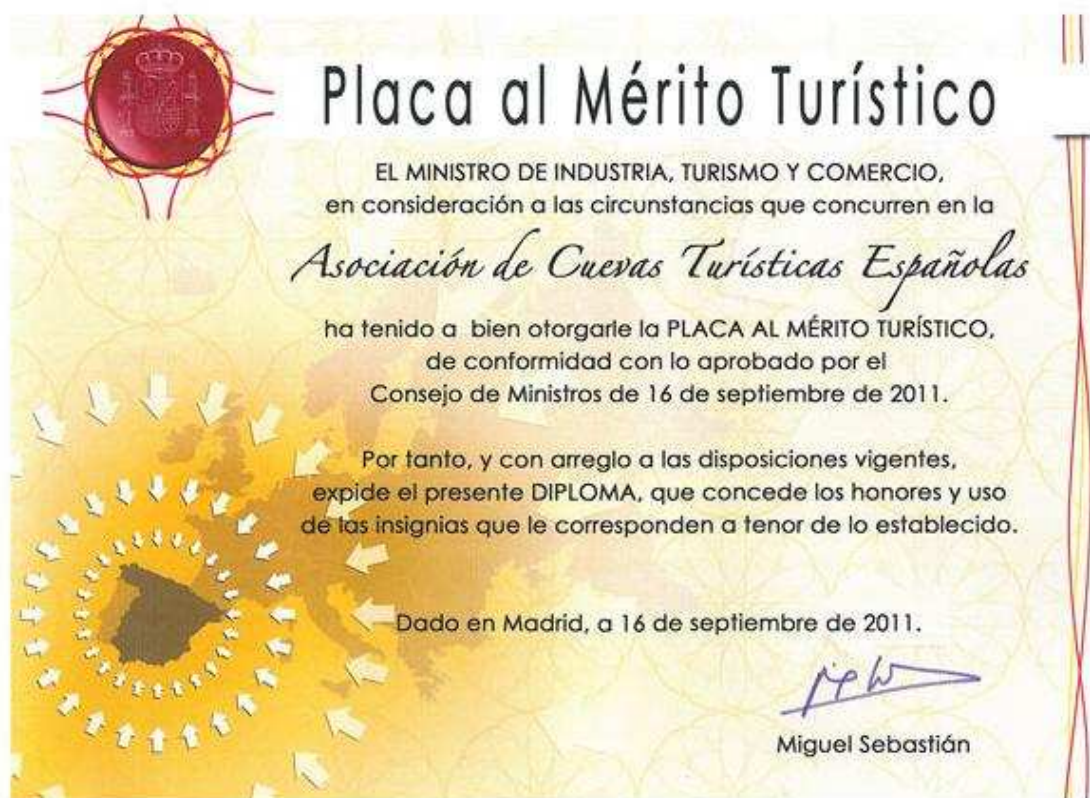 Placa al Mérito Turístico
EL MINISTRO DE INDUSTRIA, TURISMO Y COMERCIO,
en consideración a las circunstancias que concurren en la
Asociación de Cuevas Turísticas Españolas
ha tenido a bien otorgarle la PLACA AL MÉRITO TURÍSTICO,
de conformidad con lo aprobado por el
Consejo de Ministros de 16 de septiembre de 2011.
Por tanto, y con arreglo a las disposiciones vigentes,
expide el presente DIPLOMA, que concede los honores y uso
de las insignias que le corresponden a tenor de lo establecido.
Dado en Madrid, a 16 de septiembre de 2011.
Miguel Sebastián